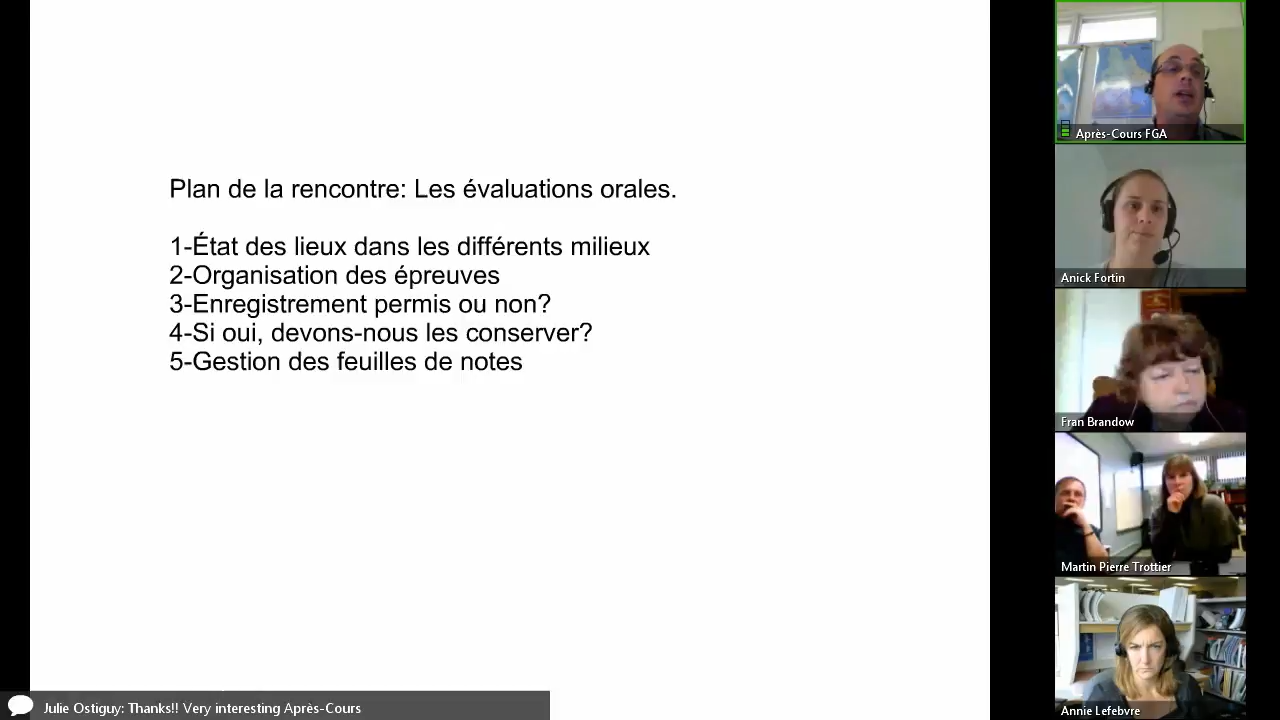 Plan de la rencontre: Les évaluations orales.
1-État des lieux dans les différents milieux
2-Organisation des épreuves
3-Enregistrement permis ou non?
4-Si oui, devons-nous les conserver?
5-Gestion des feuilles de notes
Après-Cours FGA
Anick Fortin
Fran Brandow
Martin Pierre Trottier
Annie Lefebvre
Julie Ostiguy: Thanks!! Very interesting Après-Cours